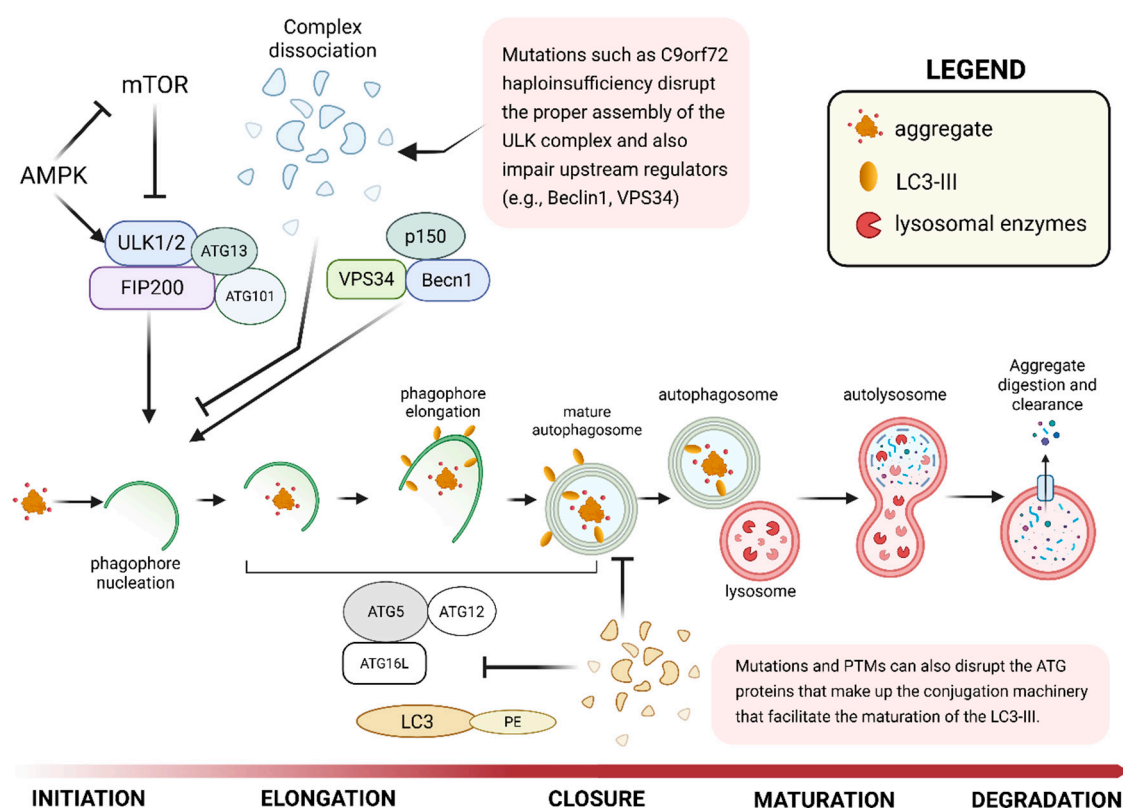 Complex
dissociation
mTOR
AMPK
ULK1/2
ATG13
FIP200
ATG101
Mutations such as C9orf72
haploinsufficiency disrupt
the proper assembly of the
ULK complex and also
impair upstream regulators
(e.g., Beclin1, VPS34)
p150
VPS34
Becn1
LEGEND
aggregate
LC3-III
lysosomal enzymes
phagophore
nucleation
phagophore
elongation
mature
autophagosome
autophagosome
lysosome
autolysosome
Aggregate
digestion and
clearance
ATG5
ATG12
ATG16L
LC3
PE
Mutations and PTMs can also disrupt the ATG
proteins that make up the conjugation machinery
that facilitate the maturation of the LC3-III.
INITIATION
ELONGATION
CLOSURE
MATURATION
DEGRADATION